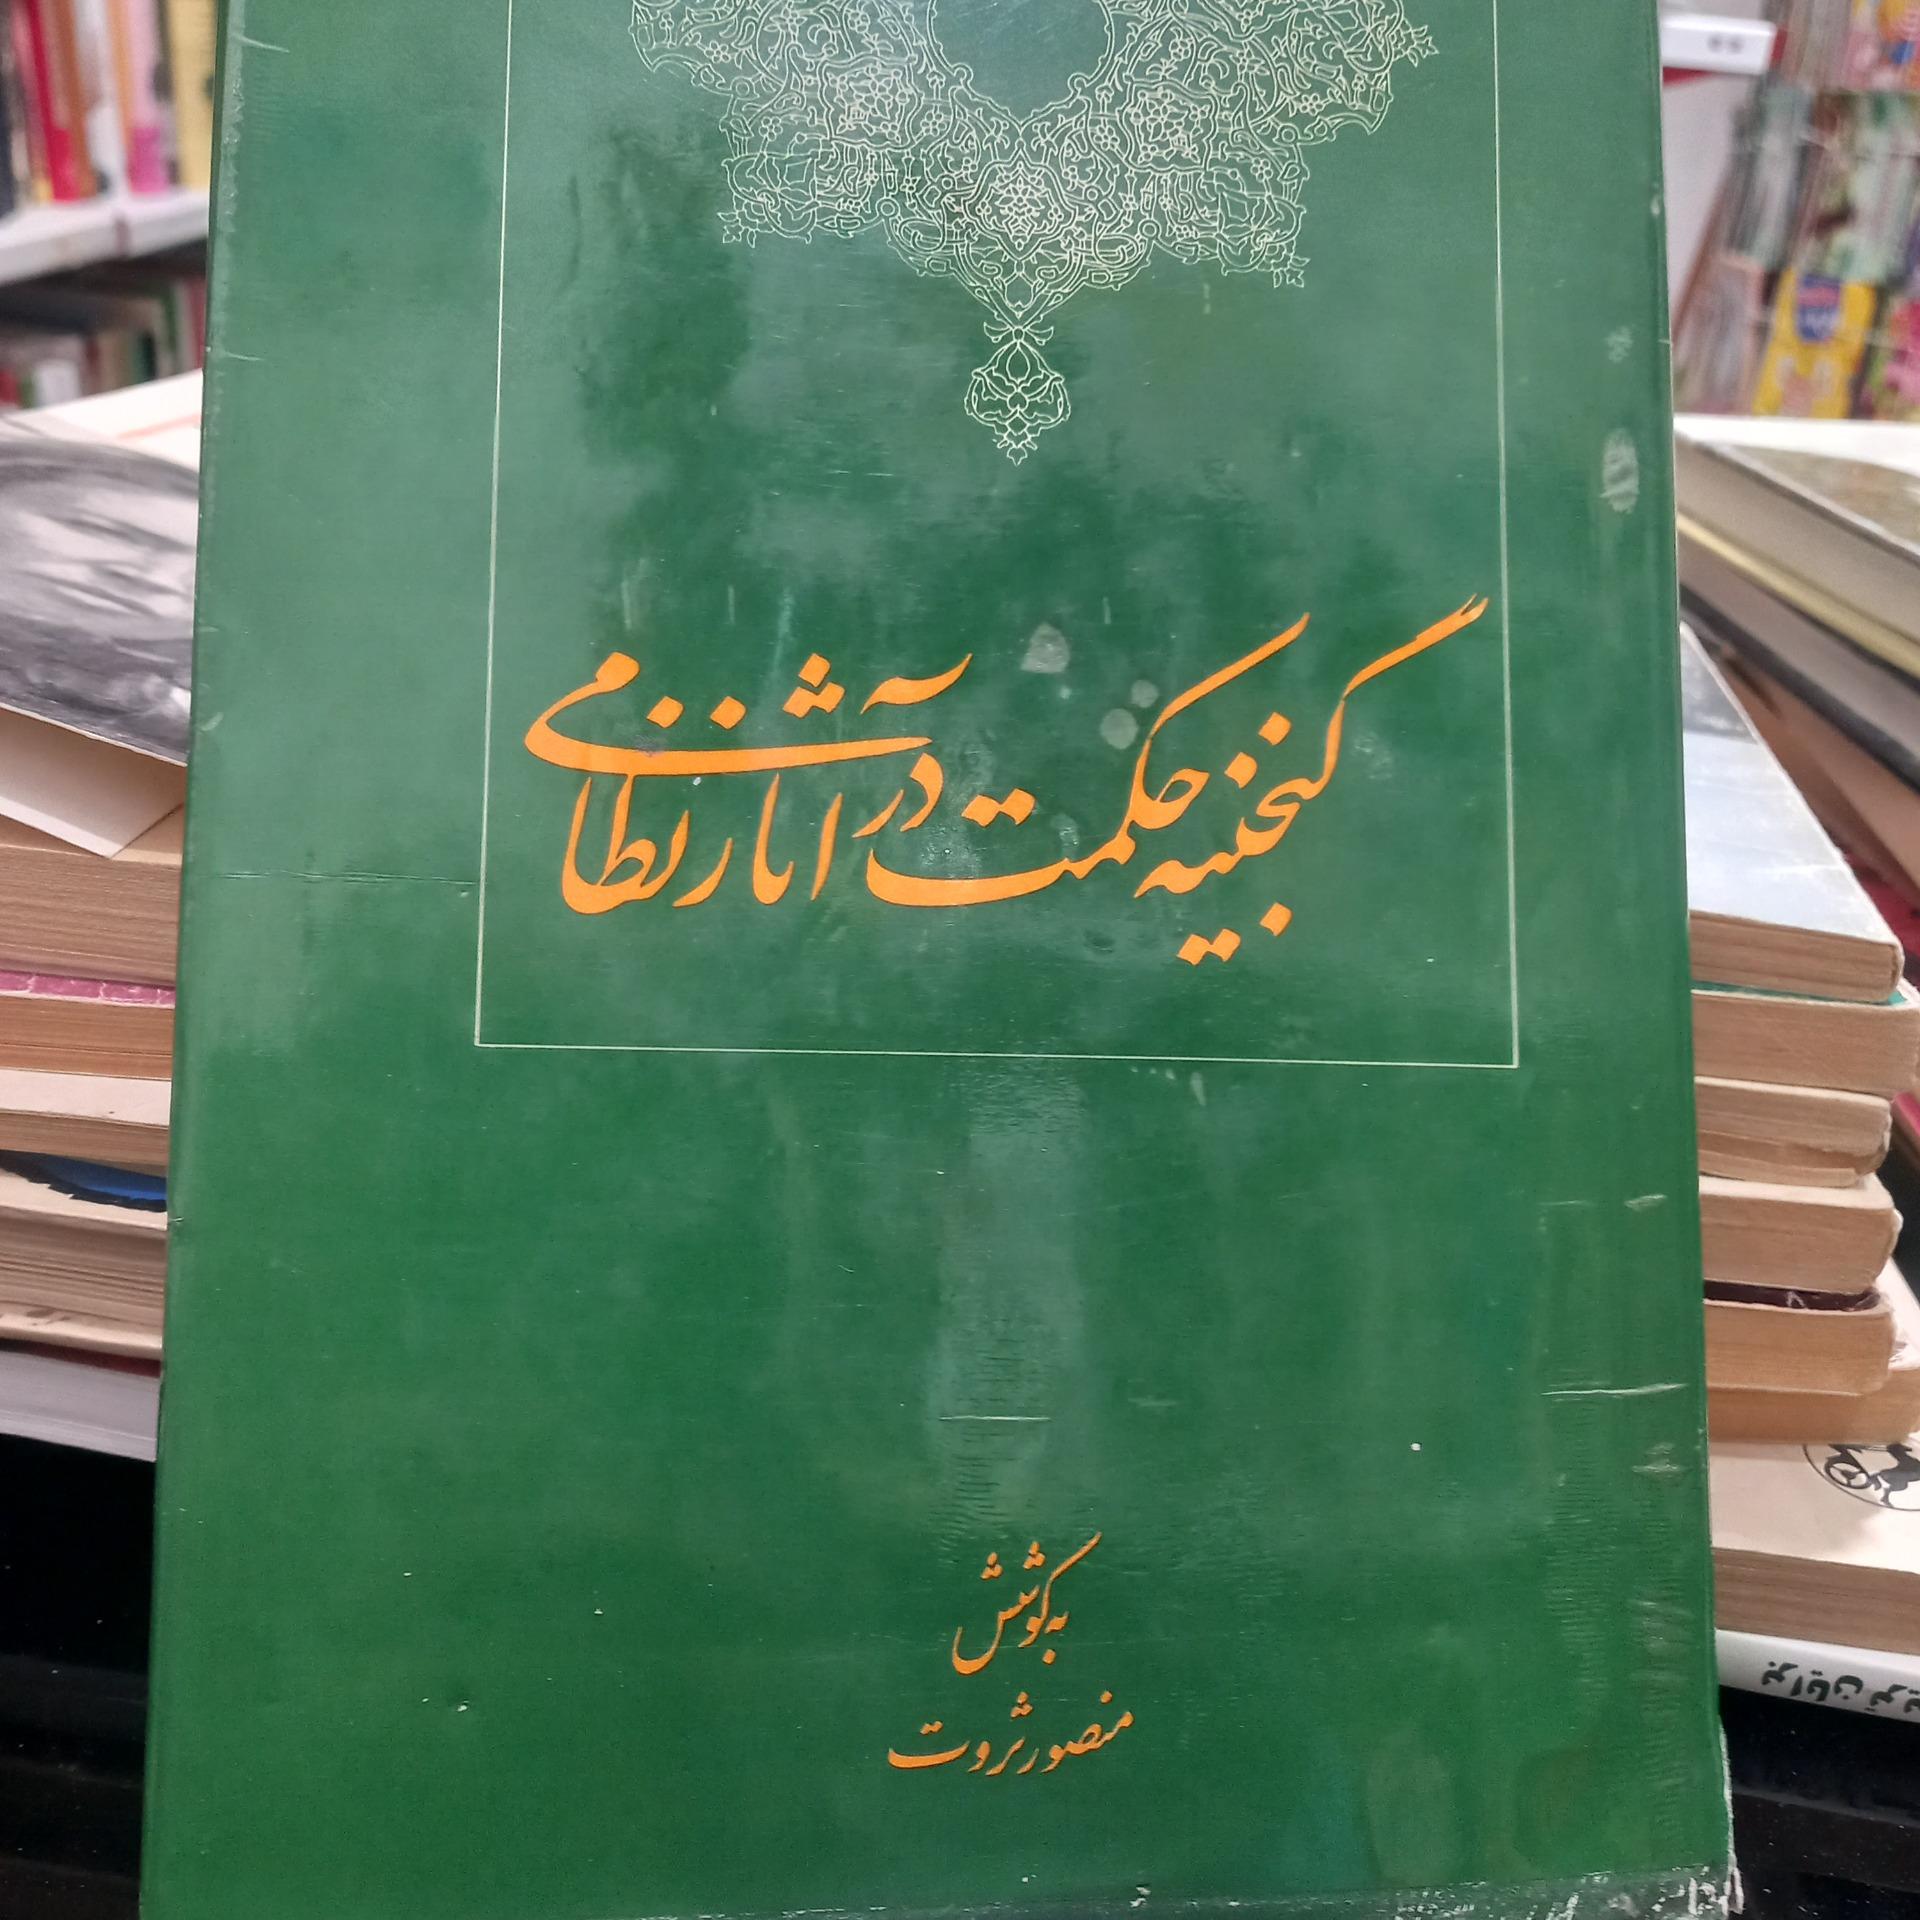 گنجینه حکمت در آثار نظامی
به کوشش
منصور ثروت